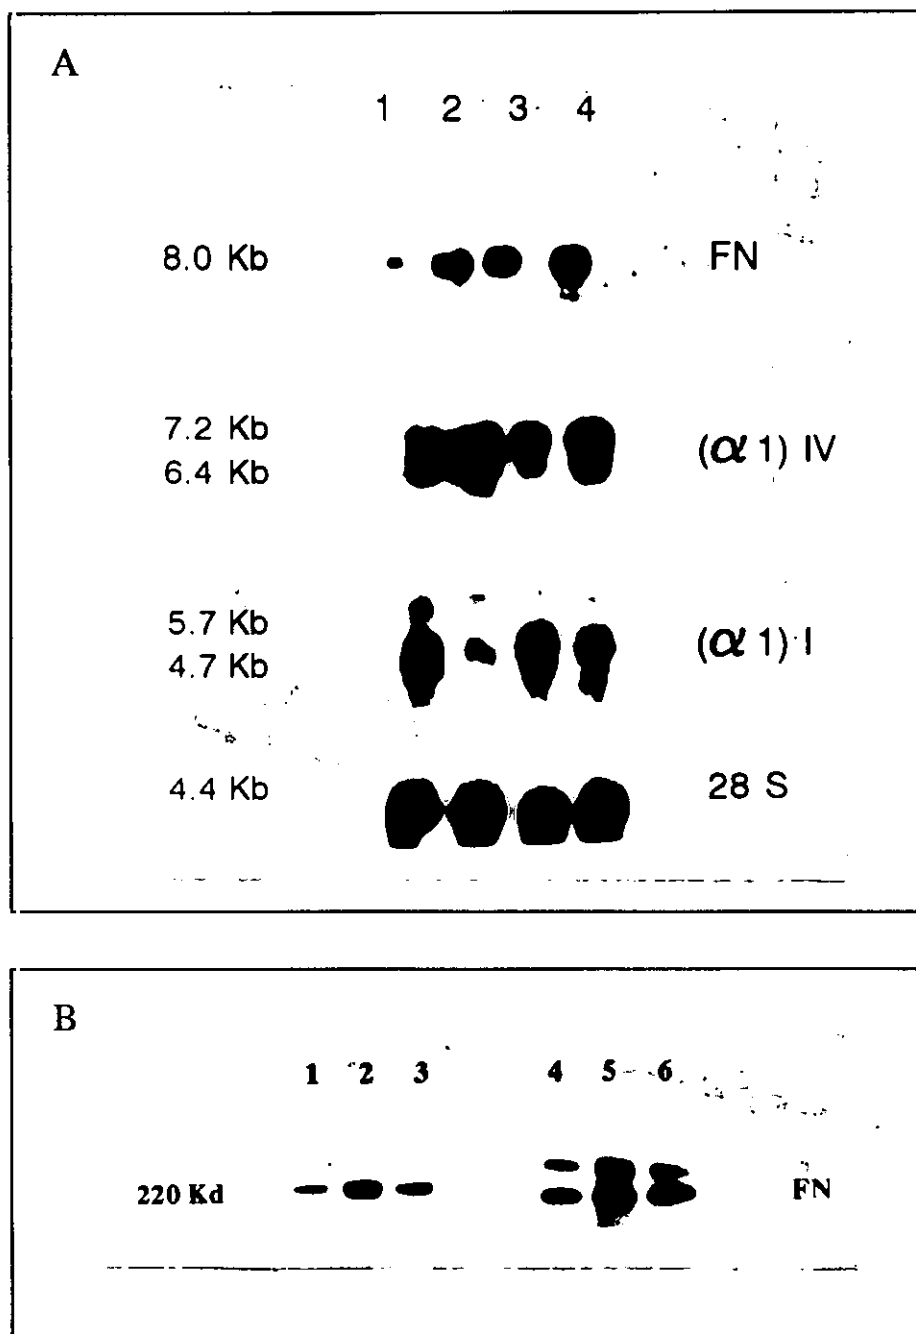 A
1 2 3 4
8.0 Kb FN
7.2 Kb
6.4 Kb (α 1) IV
5.7 Kb
4.7 Kb (α 1) I
4.4 Kb 28 S
B
1 2 3 4 5 6
220 Kd FN